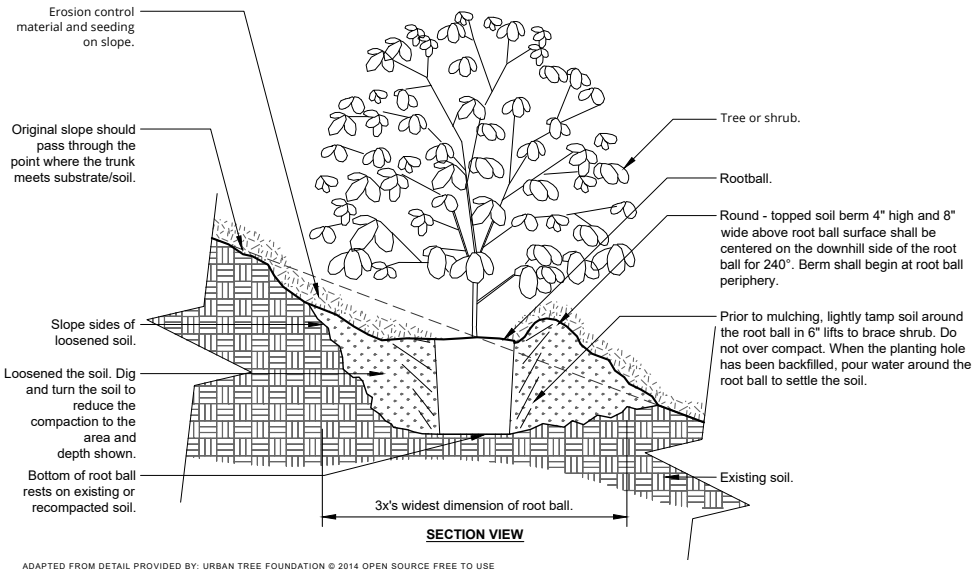 Erosion control
material and seeding
on slope.
Original slope should
pass through the
point where the trunk
meets substrate/soil.
Slope sides of
loosened soil.
Loosened the soil. Dig
and turn the soil to
reduce the
compaction to the
area and
depth shown.
Bottom of root ball
rests on existing or
recompacted soil.
Tree or shrub.
Rootball.
Round - topped soil berm 4" high and 8"
wide above root ball surface shall be
centered on the downhill side of the root
ball for 240°. Berm shall begin at root ball
periphery.
Prior to mulching, lightly tamp soil around
the root ball in 6" lifts to brace shrub. Do
not over compact. When the planting hole
has been backfilled, pour water around the
root ball to settle the soil.
Existing soil.
3x's widest dimension of root ball.
SECTION VIEW
ADAPTED FROM DETAIL PROVIDED BY: URBAN TREE FOUNDATION © 2014 OPEN SOURCE FREE TO USE